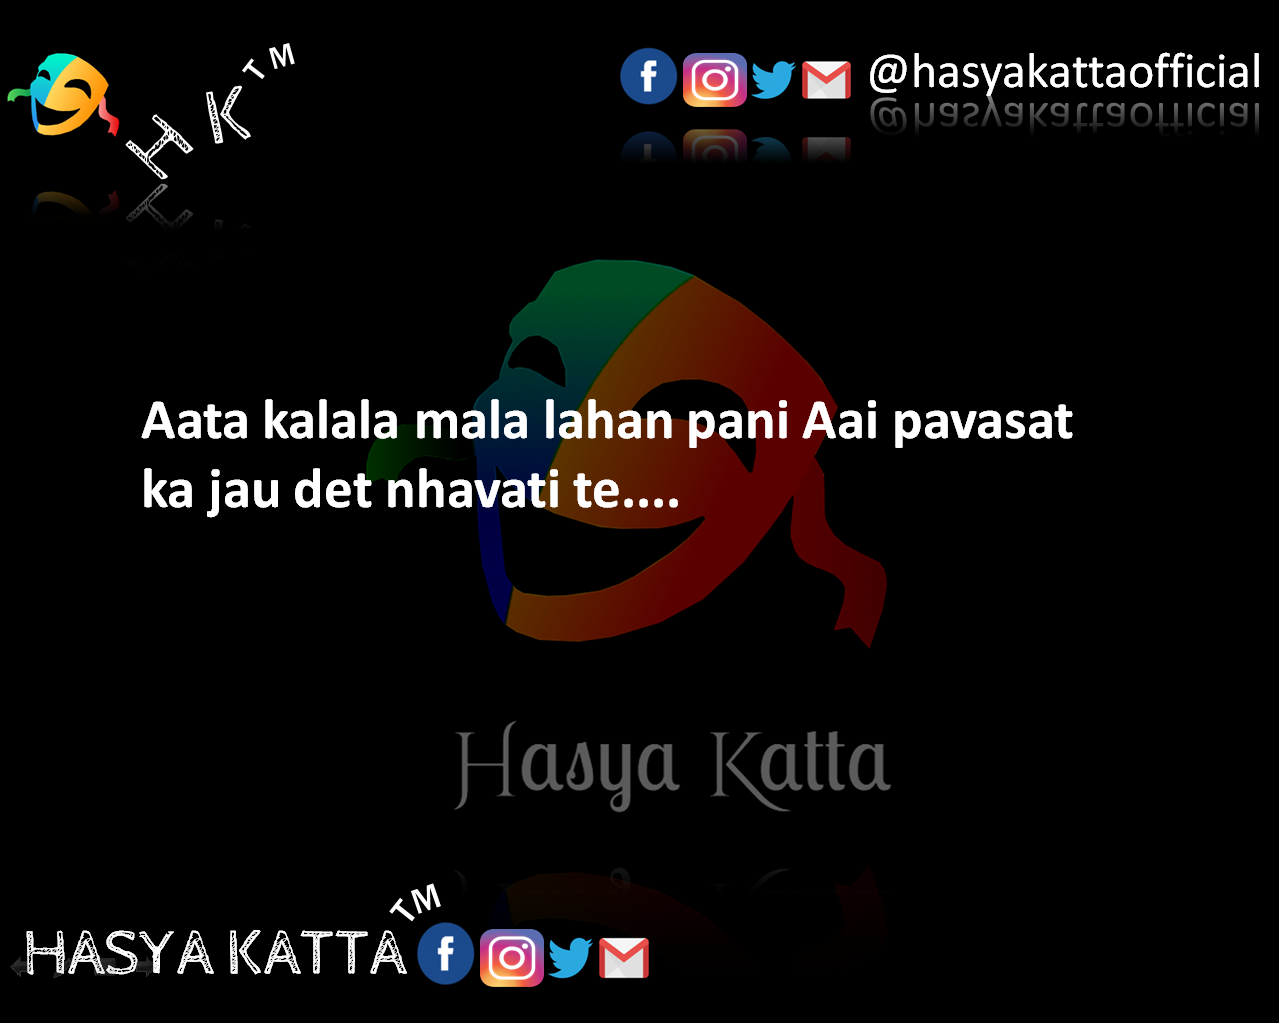 HK™
@hasyakattaofficial
Aata kalala mala lahan pani Aai pavasat
ka jau det nhavati te....
Hasya Katta
HASYA KATTA™